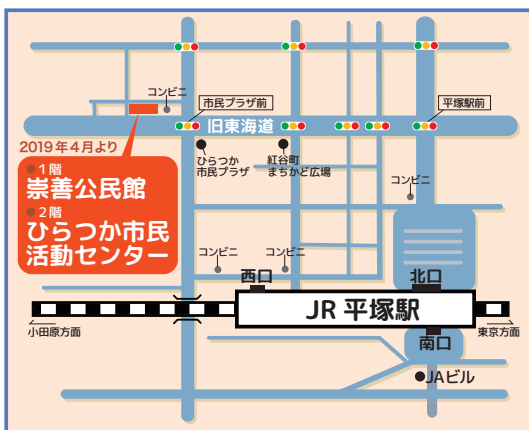 コンビニ
市民プラザ前
平塚駅前
旧東海道
2019年4月より
●1階
崇善公民館
●2階
ひらつか市民
活動センター
ひらつか
市民プラザ
紅谷町
まちかど広場
コンビニ
コンビニ
コンビニ
西口
北口
JR 平塚駅
小田原方面
東京方面
南口
●JAビル